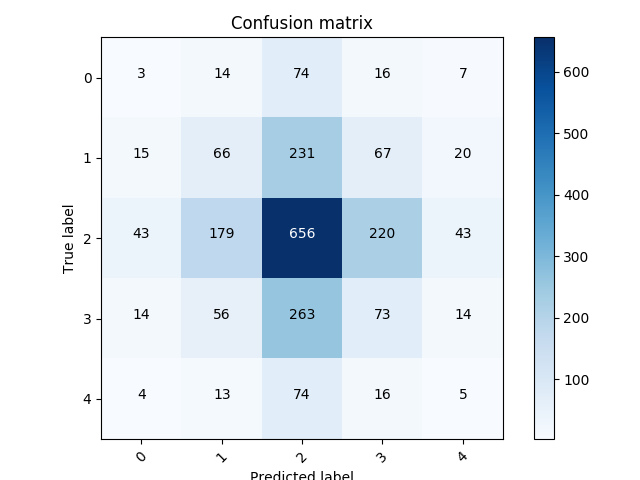 Confusion matrix
0 3 14 74 16 7
1 15 66 231 67 20
2 43 179 656 220 43
3 14 56 263 73 14
4 4 13 74 16 5
0 1 2 3 4
True label
Predicted label
600
500
400
300
200
100